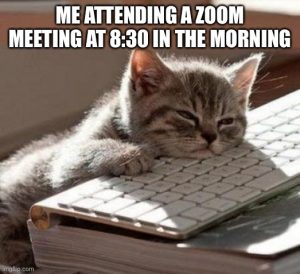 ME ATTENDING A ZOOM
MEETING AT 8:30 IN THE MORNING
imgflip.com